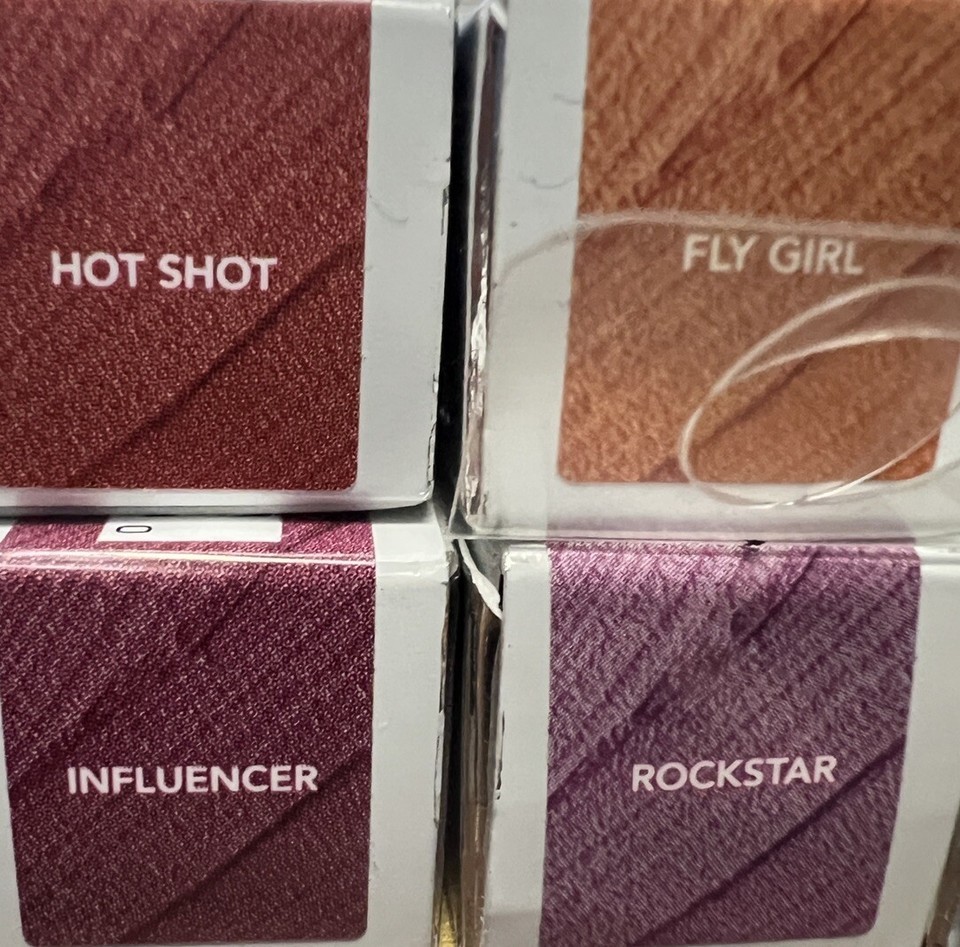 HOT SHOT
FLY GIRL
INFLUENCER
ROCKSTAR